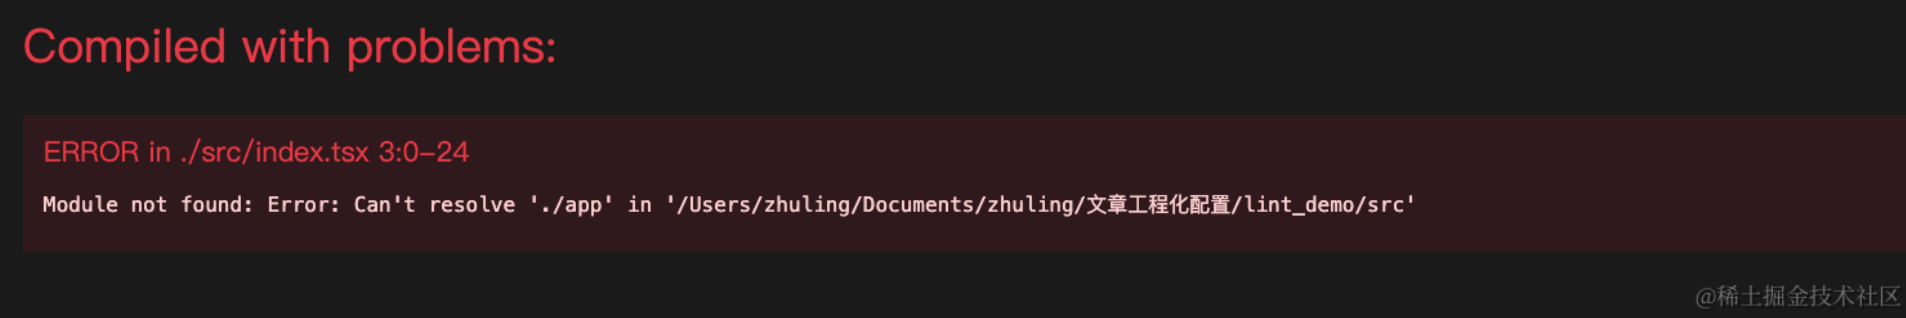 Compiled with problems:
ERROR in ./src/index.tsx 3:0-24
Module not found: Error: Can't resolve './app' in '/Users/zhuling/Documents/zhuling/文章工程化配置/lint_demo/src'
@稀土掘金技术社区